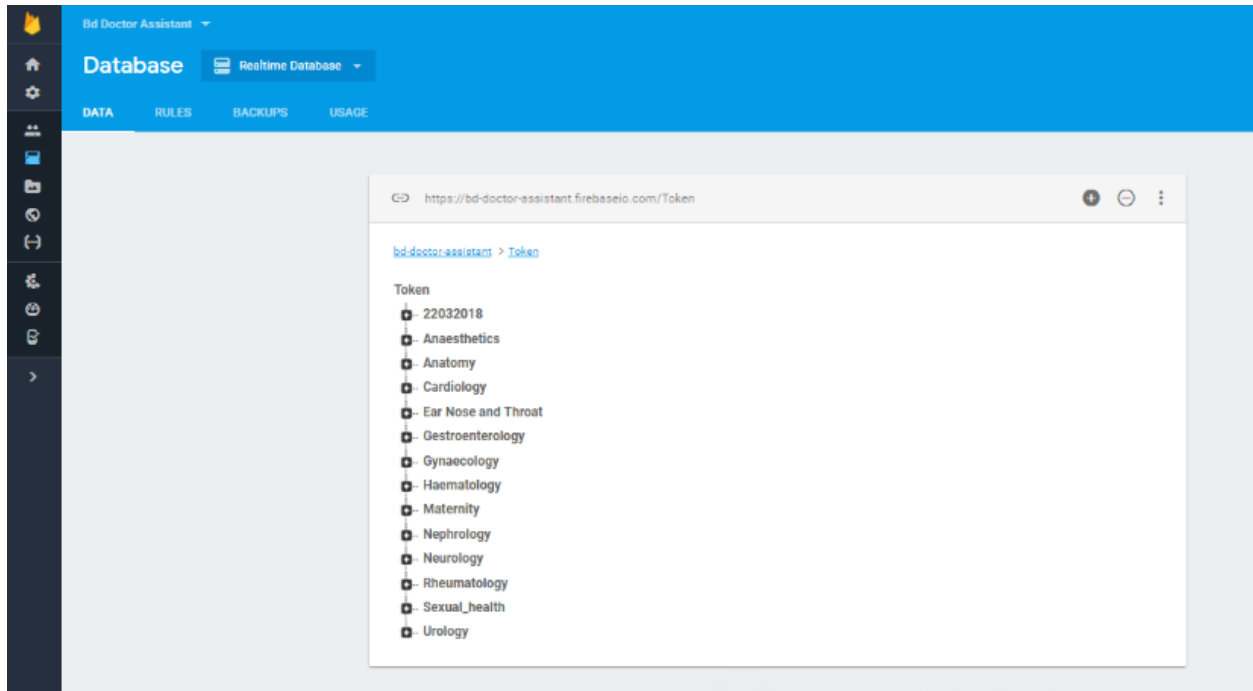 Bd Doctor Assistant
Database Realtime Database
DATA RULES BACKUPS USAGE
https://bd-doctor-assistant.firebaseio.com/Token
bd-doctor-assistant > Token
Token
22032018
Anaesthetics
Anatomy
Cardiology
Ear Nose and Throat
Gestroenterology
Gynaecology
Haematology
Maternity
Nephrology
Neurology
Rheumatology
Sexual_health
Urology